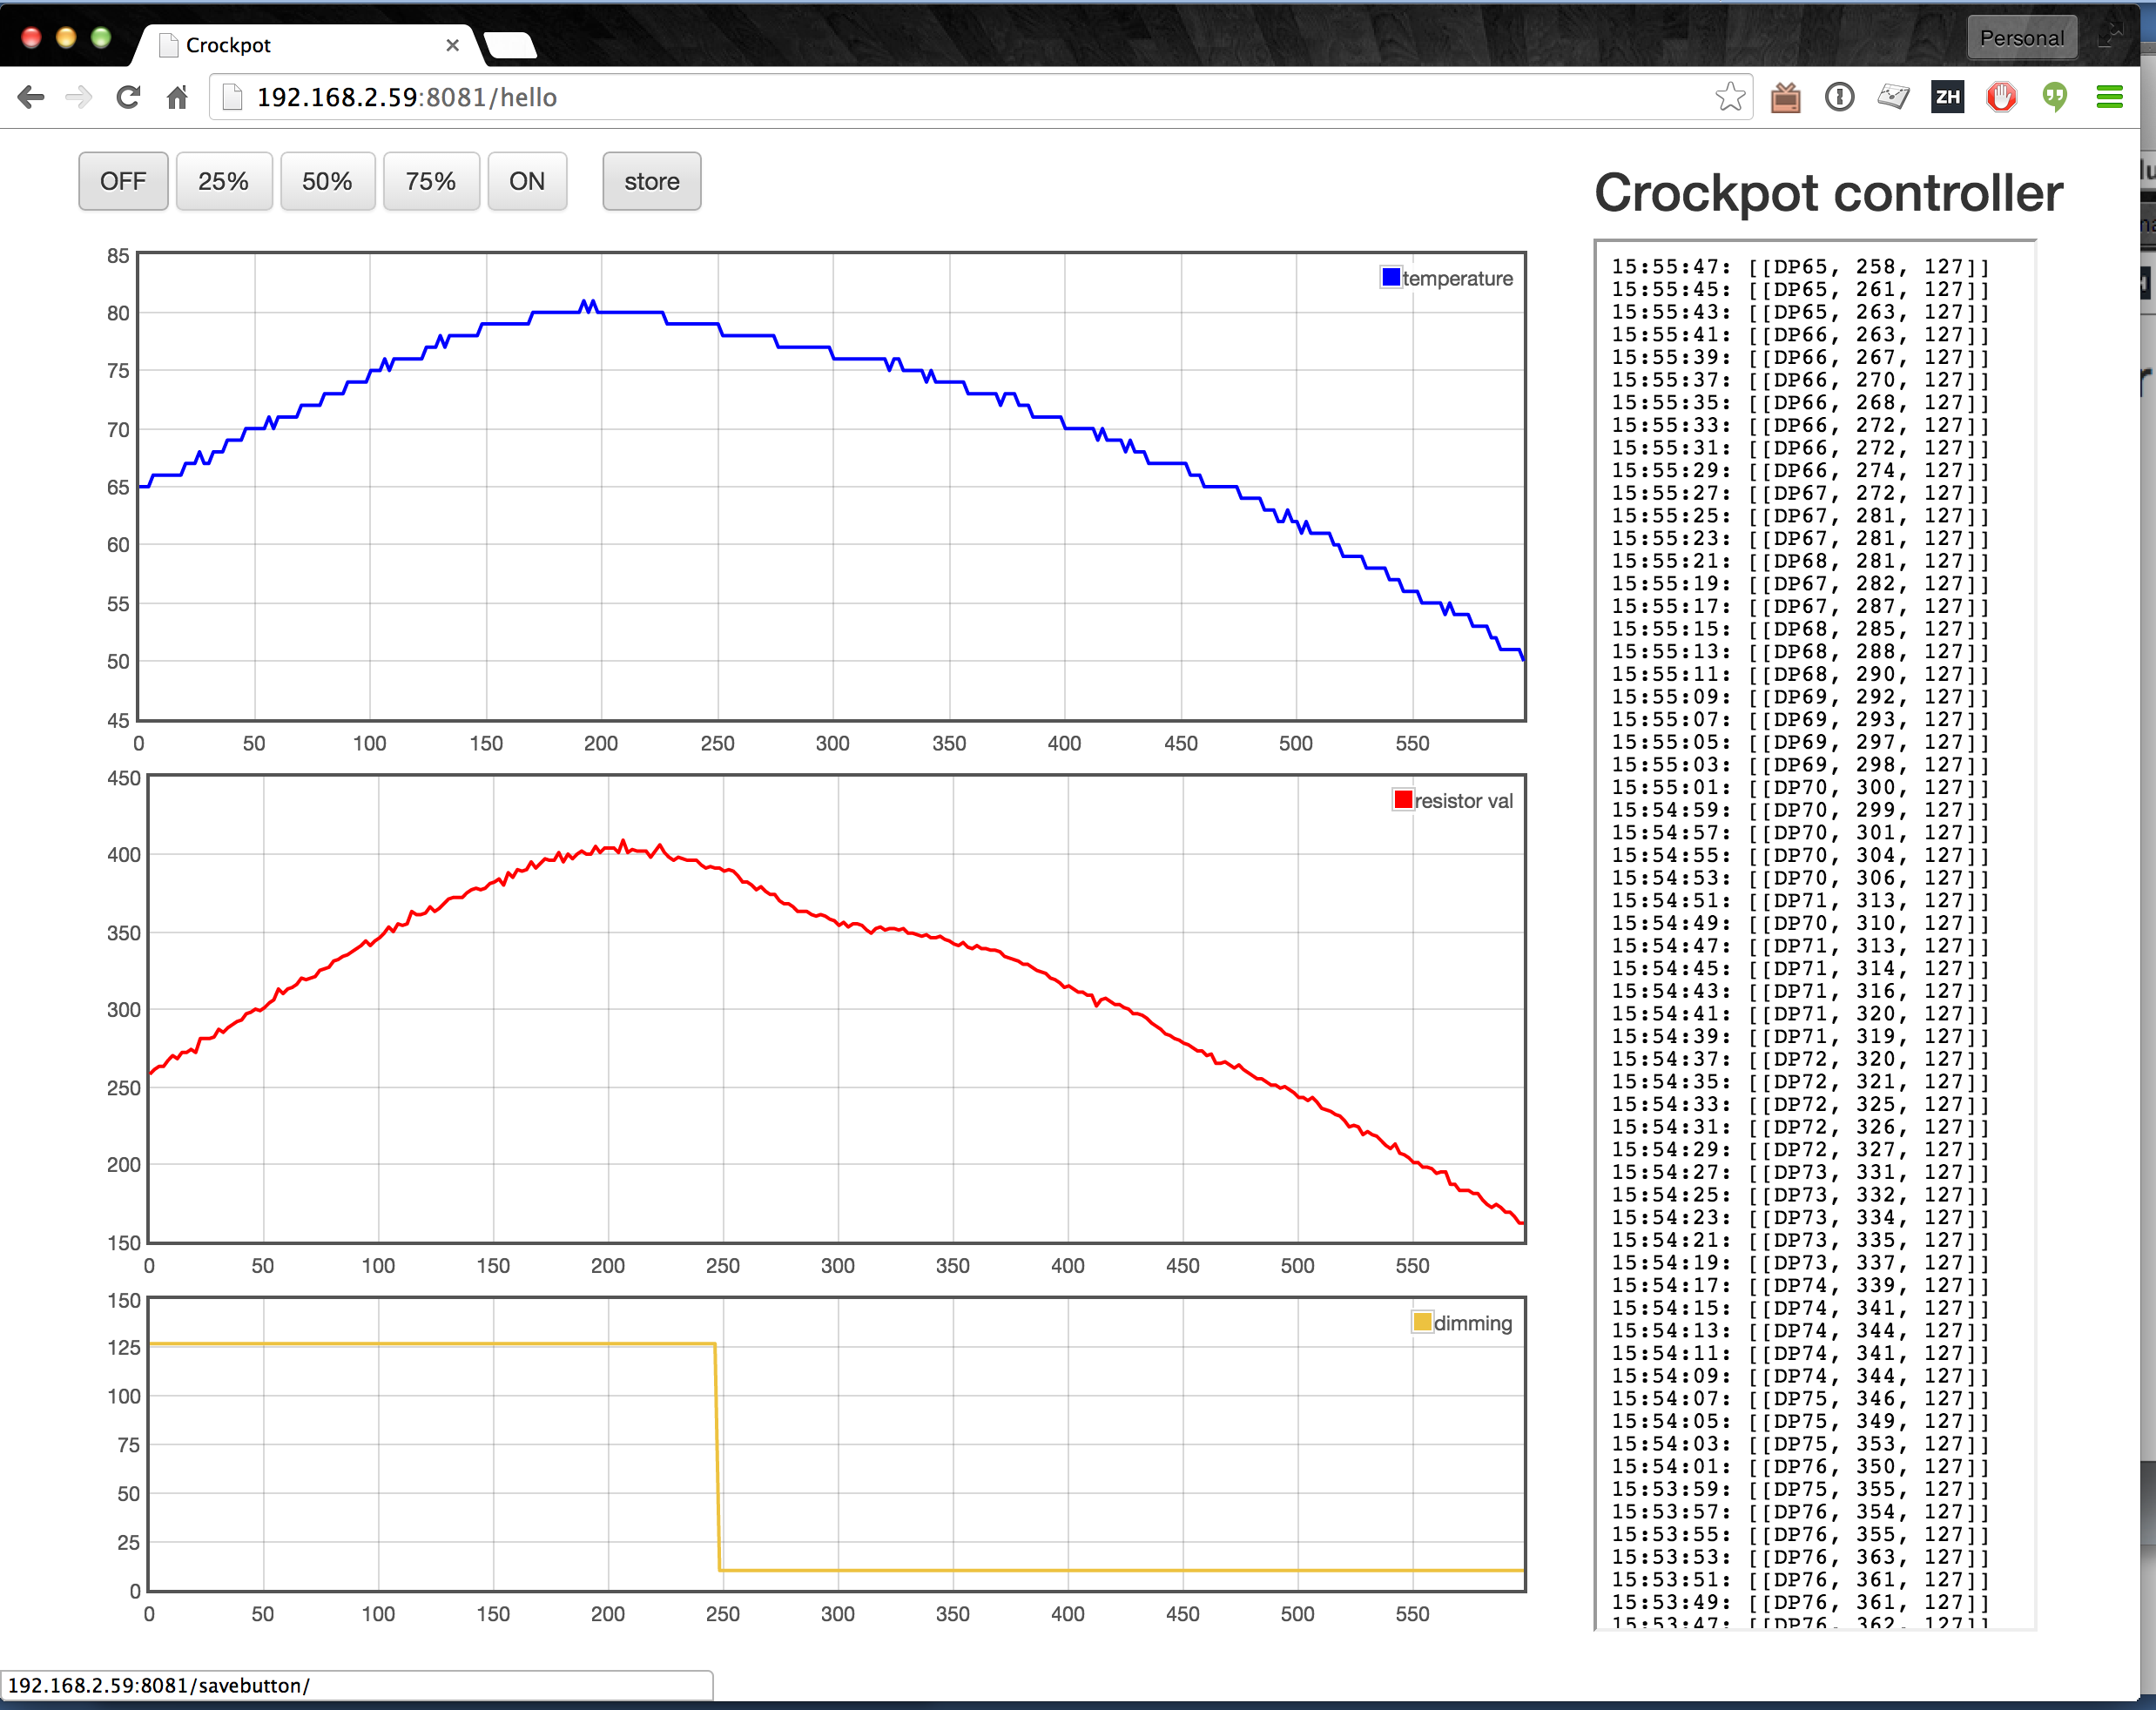 Crockpot
Personal
192.168.2.59:8081/hello
ZH
OFF 25% 50% 75% ON store
Crockpot controller
temperature
85
80
75
70
65
60
55
50
45
0 50 100 150 200 250 300 350 400 450 500 550
resistor val
450
400
350
300
250
200
150
0 50 100 150 200 250 300 350 400 450 500 550
dimming
150
125
100
75
50
25
0
0 50 100 150 200 250 300 350 400 450 500 550
15:55:47: [[DP65, 258, 127]]
15:55:45: [[DP65, 261, 127]]
15:55:43: [[DP65, 263, 127]]
15:55:41: [[DP66, 263, 127]]
15:55:39: [[DP66, 267, 127]]
15:55:37: [[DP66, 270, 127]]
15:55:35: [[DP66, 268, 127]]
15:55:33: [[DP66, 272, 127]]
15:55:31: [[DP66, 272, 127]]
15:55:29: [[DP66, 274, 127]]
15:55:27: [[DP67, 272, 127]]
15:55:25: [[DP67, 281, 127]]
15:55:23: [[DP67, 281, 127]]
15:55:21: [[DP68, 281, 127]]
15:55:19: [[DP67, 282, 127]]
15:55:17: [[DP67, 287, 127]]
15:55:15: [[DP68, 285, 127]]
15:55:13: [[DP68, 288, 127]]
15:55:11: [[DP68, 290, 127]]
15:55:09: [[DP69, 292, 127]]
15:55:07: [[DP69, 293, 127]]
15:55:05: [[DP69, 297, 127]]
15:55:03: [[DP69, 298, 127]]
15:55:01: [[DP70, 300, 127]]
15:54:59: [[DP70, 299, 127]]
15:54:57: [[DP70, 301, 127]]
15:54:55: [[DP70, 304, 127]]
15:54:53: [[DP70, 306, 127]]
15:54:51: [[DP71, 313, 127]]
15:54:49: [[DP70, 310, 127]]
15:54:47: [[DP71, 313, 127]]
15:54:45: [[DP71, 314, 127]]
15:54:43: [[DP71, 316, 127]]
15:54:41: [[DP71, 320, 127]]
15:54:39: [[DP71, 319, 127]]
15:54:37: [[DP72, 320, 127]]
15:54:35: [[DP72, 321, 127]]
15:54:33: [[DP72, 325, 127]]
15:54:31: [[DP72, 326, 127]]
15:54:29: [[DP72, 327, 127]]
15:54:27: [[DP73, 331, 127]]
15:54:25: [[DP73, 332, 127]]
15:54:23: [[DP73, 334, 127]]
15:54:21: [[DP73, 335, 127]]
15:54:19: [[DP73, 337, 127]]
15:54:17: [[DP74, 339, 127]]
15:54:15: [[DP74, 341, 127]]
15:54:13: [[DP74, 344, 127]]
15:54:11: [[DP74, 341, 127]]
15:54:09: [[DP74, 344, 127]]
15:54:07: [[DP75, 346, 127]]
15:54:05: [[DP75, 349, 127]]
15:54:03: [[DP75, 353, 127]]
15:54:01: [[DP76, 350, 127]]
15:53:59: [[DP75, 355, 127]]
15:53:57: [[DP76, 354, 127]]
15:53:55: [[DP76, 355, 127]]
15:53:53: [[DP76, 363, 127]]
15:53:51: [[DP76, 361, 127]]
15:53:49: [[DP76, 361, 127]]
15:53:47: [[DP76, 362, 127]]
192.168.2.59:8081/savebutton/